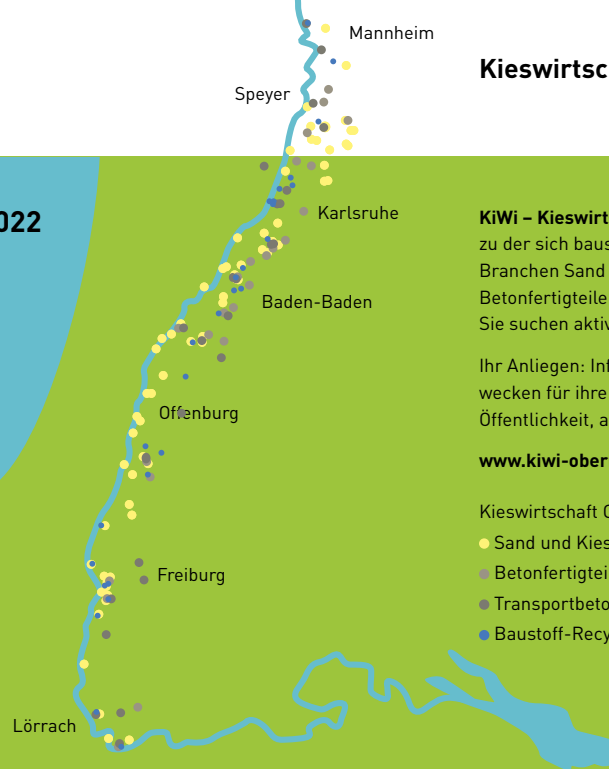 Mannheim
Speyer
Karlsruhe
Baden-Baden
Offenburg
Freiburg
Lörrach
022
Kieswirtsc
KiWi – Kieswirt
zu der sich baus
Branchen Sand
Betonfertigteile
Sie suchen aktiv
Ihr Anliegen: Inf
wecken für ihre
Öffentlichkeit, a
www.kiwi-ober
Kieswirtschaft O
Sand und Kies
Betonfertigtei
Transportbeto
Baustoff-Recy